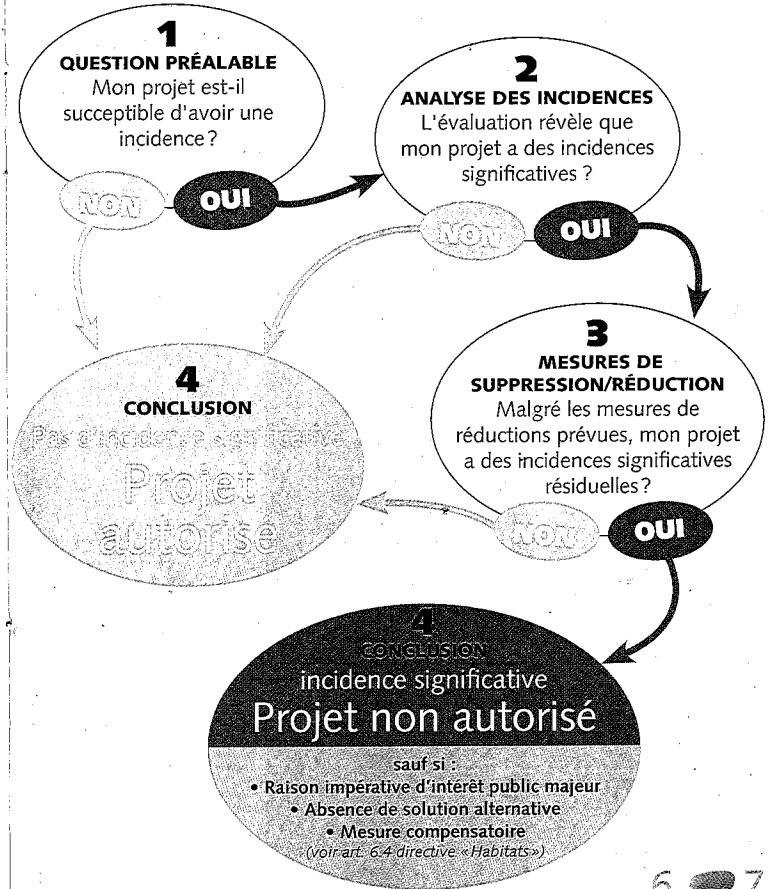 1
QUESTION PRÉALABLE
Mon projet est-il
succeptible d'avoir une
incidence ?
NON
OUI
2
ANALYSE DES INCIDENCES
L'évaluation révèle que
mon projet a des incidences
significatives ?
NON
OUI
3
MESURES DE
SUPPRESSION/RÉDUCTION
Malgré les mesures de
réductions prévues, mon projet
a des incidences significatives
résiduelles ?
NON
OUI
4
CONCLUSION
Pas d'incidence significative
Projet
autorisé
4
CONCLUSION
incidence significative
Projet non autorisé
sauf si :
• Raison impérative d'intérêt public majeur
• Absence de solution alternative
• Mesure compensatoire
(voir art. 6.4 directive «Habitats»)
6 7